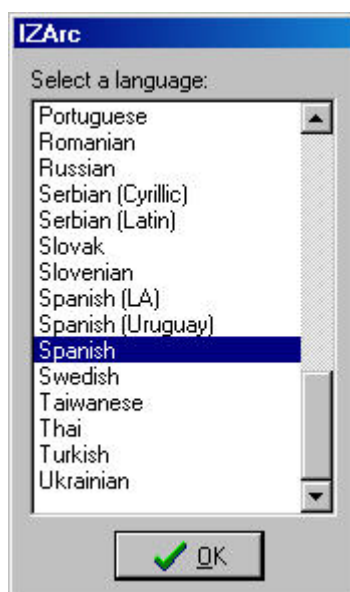 IZArc
Select a language:
Portuguese
Romanian
Russian
Serbian (Cyrillic)
Serbian (Latin)
Slovak
Slovenian
Spanish (LA)
Spanish (Uruguay)
Spanish
Swedish
Taiwanese
Thai
Turkish
Ukrainian
OK